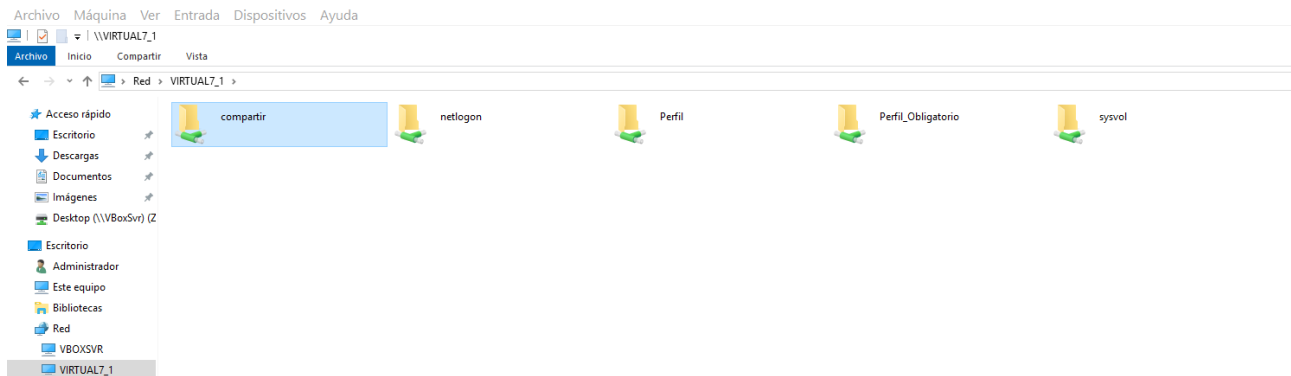 Archivo Máquina Ver Entrada Dispositivos Ayuda
\\VIRTUAL7_1
Archivo Inicio Compartir Vista
Red > VIRTUAL7_1 >
Acceso rápido
Escritorio
Descargas
Documentos
Imágenes
Desktop (\\VBoxSvr) (Z
Escritorio
Administrador
Este equipo
Bibliotecas
Red
VBOXSVR
VIRTUAL7_1
compartir
netlogon
Perfil
Perfil_Obligatorio
sysvol